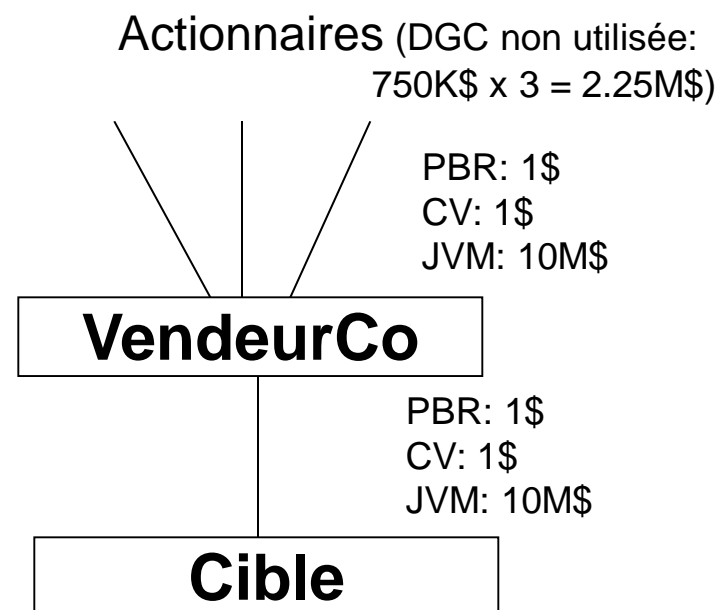 Actionnaires (DGC non utilisée:
750K$ x 3 = 2.25M$)
PBR: 1$
CV: 1$
JVM: 10M$
VendeurCo
PBR: 1$
CV: 1$
JVM: 10M$
Cible